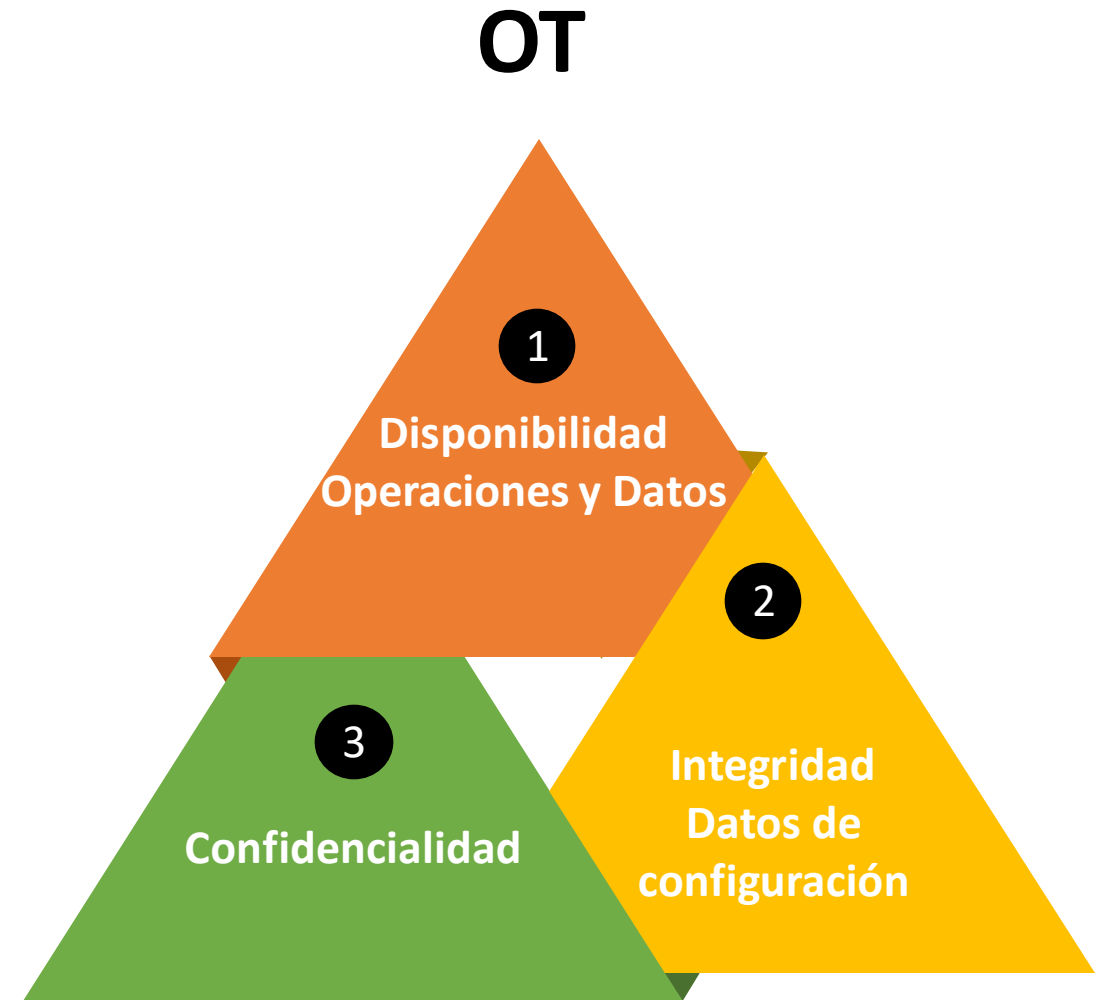 OT
1
Disponibilidad
Operaciones y Datos
2
Integridad
Datos de
configuración
3
Confidencialidad